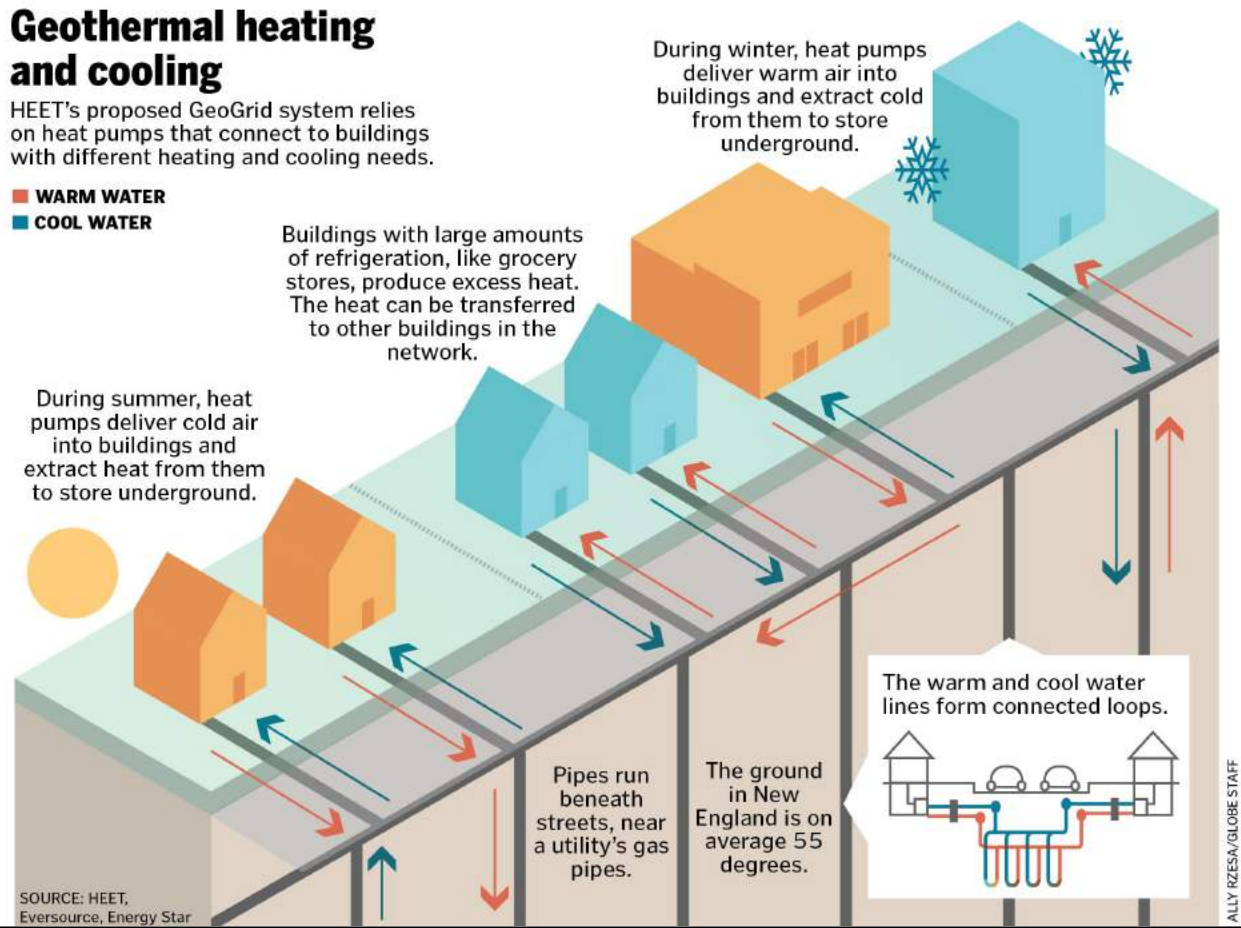 Geothermal heating
and cooling
HEET's proposed GeoGrid system relies
on heat pumps that connect to buildings
with different heating and cooling needs.
WARM WATER
COOL WATER
During winter, heat pumps
deliver warm air into
buildings and extract cold
from them to store
underground.
Buildings with large amounts
of refrigeration, like grocery
stores, produce excess heat.
The heat can be transferred
to other buildings in the
network.
During summer, heat
pumps deliver cold air
into buildings and
extract heat from them
to store underground.
Pipes run
beneath
streets, near
a utility's gas
pipes.
The ground
in New
England is on
average 55
degrees.
The warm and cool water
lines form connected loops.
SOURCE: HEET,
Eversource, Energy Star
ALLY RZESA/GLOBE STAFF